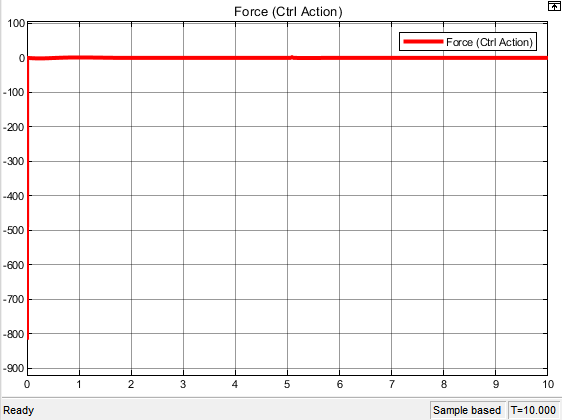 Force (Ctrl Action)
100
Force (Ctrl Action)
0
-100
-200
-300
-400
-500
-600
-700
-800
-900
0 1 2 3 4 5 6 7 8 9 10
Ready
Sample based
T=10.000